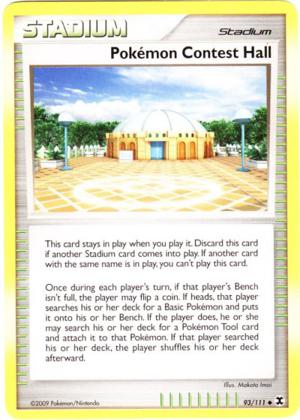 STADIUM
Stadium
Pokémon Contest Hall
This card stays in play when you play it. Discard this
card if another Stadium card comes into play. If another card
with the same name is in play, you can't play this card.
Once during each player's turn, if that player's Bench
isn't full, the player may flip a coin. If heads, that player
searches his or her deck for a Basic Pokémon and puts
it onto his or her Bench. If the player does, he or she
may search his or her deck for a Pokémon Tool card
and attach it to that Pokémon. If that player searched
his or her deck, the player shuffles his or her deck
afterward.
Illus. Makoto Imai
©2009 Pokémon/Nintendo
93/111